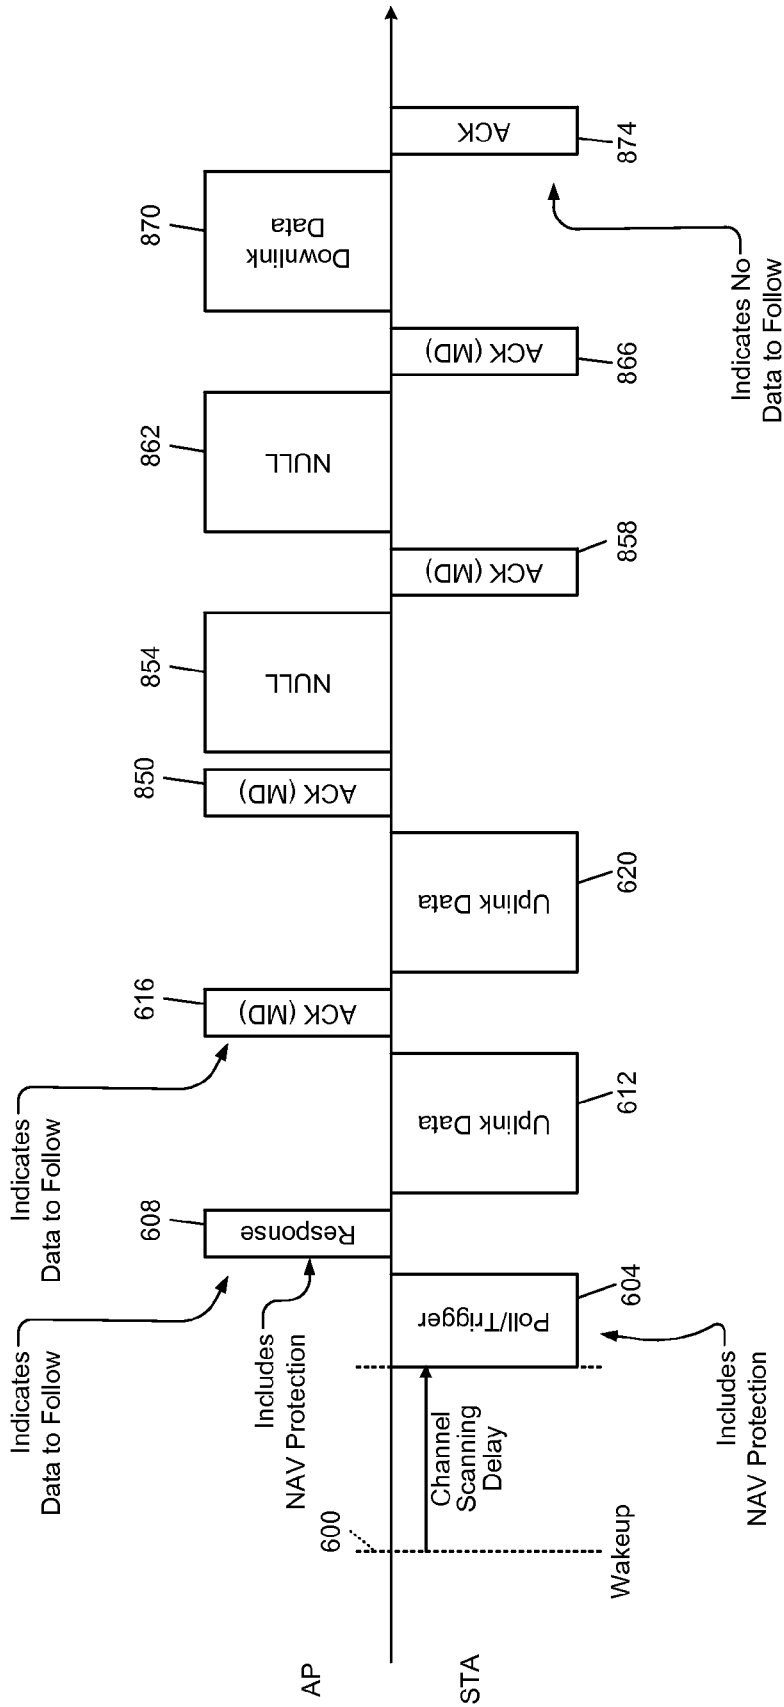 AP
STA
600
Wakeup
Channel
Scanning
Delay
Indicates
Data to Follow
Includes
NAV Protection
Poll/Trigger
604
Includes
NAV Protection
608
Response
Indicates
Data to Follow
Uplink Data
612
616
ACK (MD)
Uplink Data
620
850
ACK (MD)
854
NULL
ACK (MD)
858
862
NULL
ACK (MD)
866
870
Downlink
Data
ACK
874
Indicates No
Data to Follow